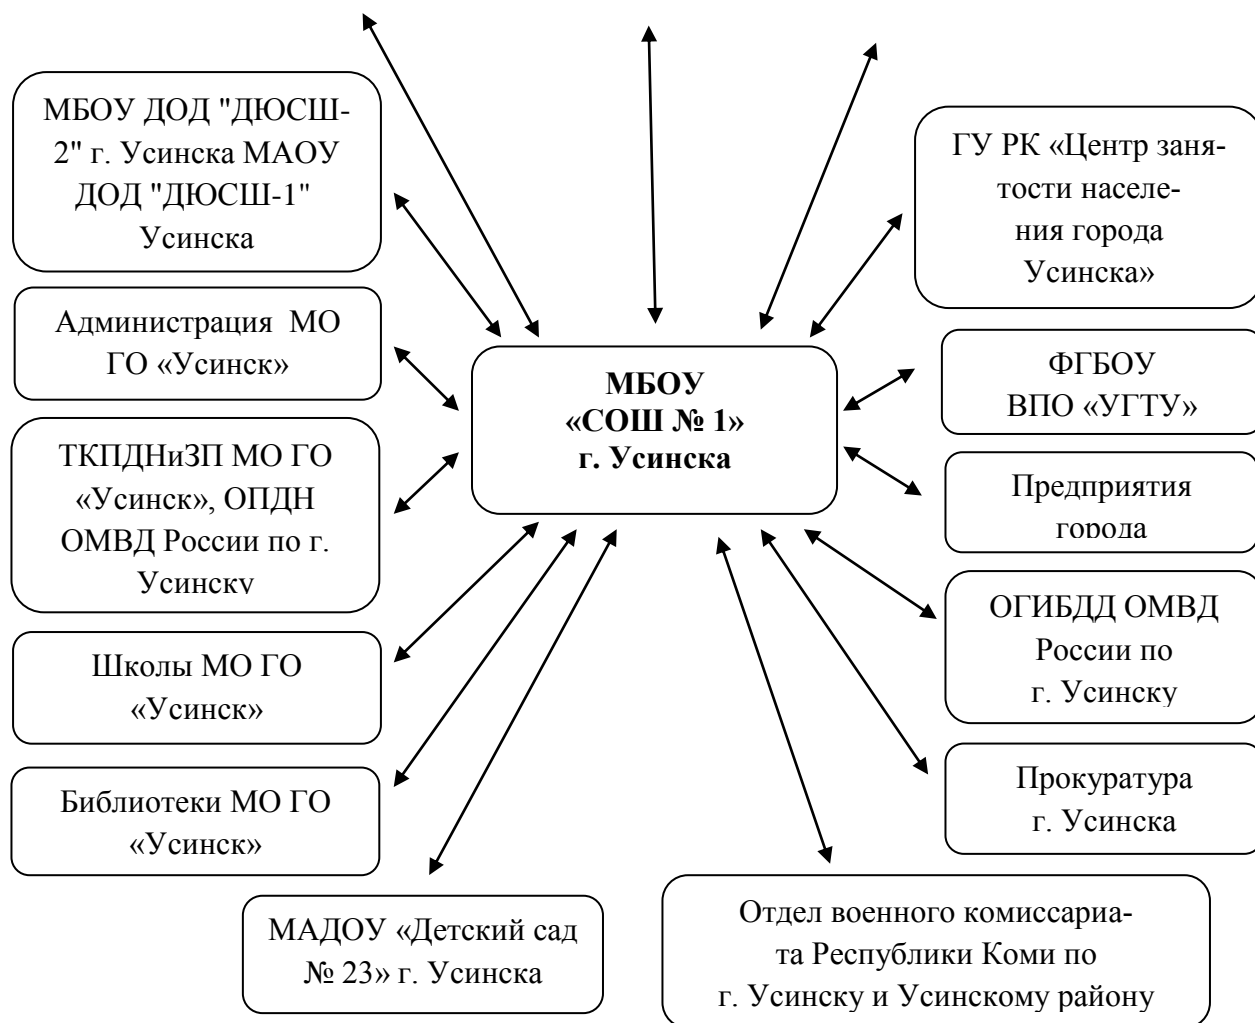 МБОУ ДОД "ДЮСШ-
2" г. Усинска МАОУ
ДОД "ДЮСШ-1"
Усинска
Администрация МО
ГО «Усинск»
ТКПДНиЗП МО ГО
«Усинск», ОПДН
ОМВД России по г.
Усинску
Школы МО ГО
«Усинск»
Библиотеки МО ГО
«Усинск»
МАДОУ «Детский сад
№ 23» г. Усинска
МБОУ
«СОШ № 1»
г. Усинска
ГУ РК «Центр заня-
тости населе-
ния города
Усинска»
ФГБОУ
ВПО «УГТУ»
Предприятия
города
ОГИБДД ОМВД
России по
г. Усинску
Прокуратура
г. Усинска
Отдел военного комиссариа-
та Республики Коми по
г. Усинску и Усинскому району